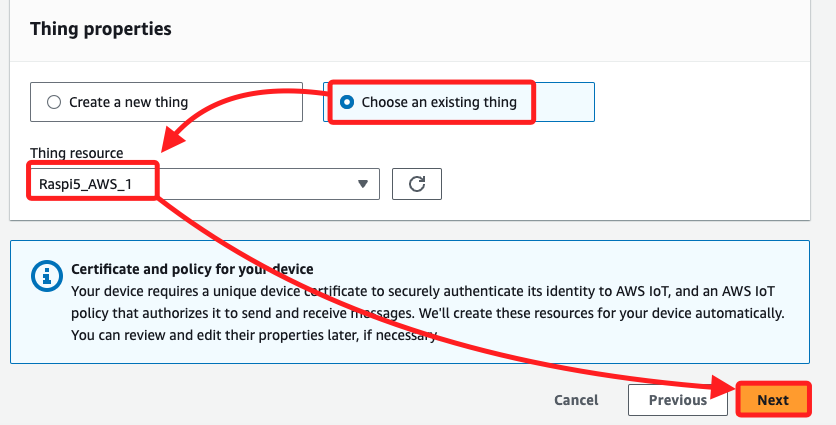 Thing properties
Create a new thing
Choose an existing thing
Thing resource
Raspi5_AWS_1
Certificate and policy for your device
Your device requires a unique device certificate to securely authenticate its identity to AWS IoT, and an AWS IoT
policy that authorizes it to send and receive messages. We'll create these resources for your device automatically.
You can review and edit their properties later, if necessary.
Cancel
Previous
Next